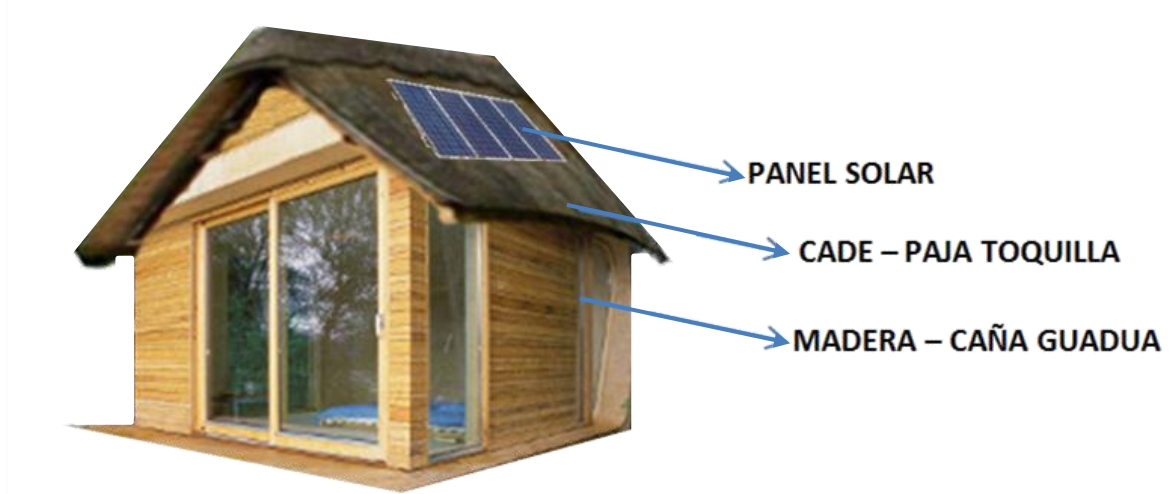 PANEL SOLAR
CADE – PAJA TOQUILLA
MADERA – CAÑA GUADUA